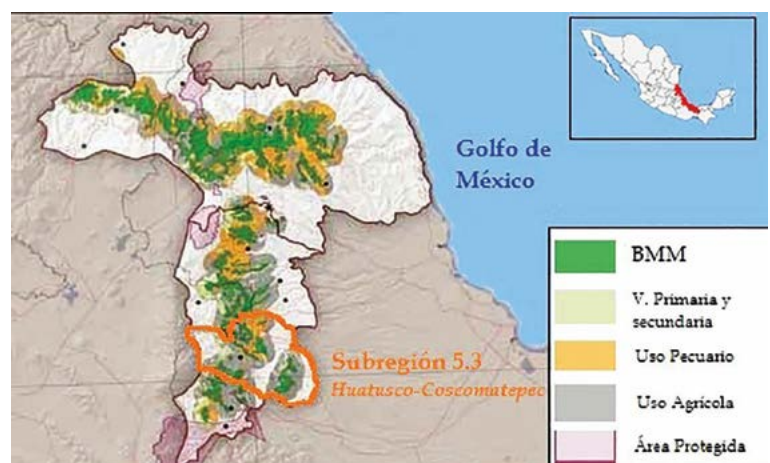 Golfo de
México
Subregión 5.3
Huatusco-Coscomatepec
BMM
V. Primaria y
secundaria
Uso Pecuario
Uso Agrícola
Área Protegida